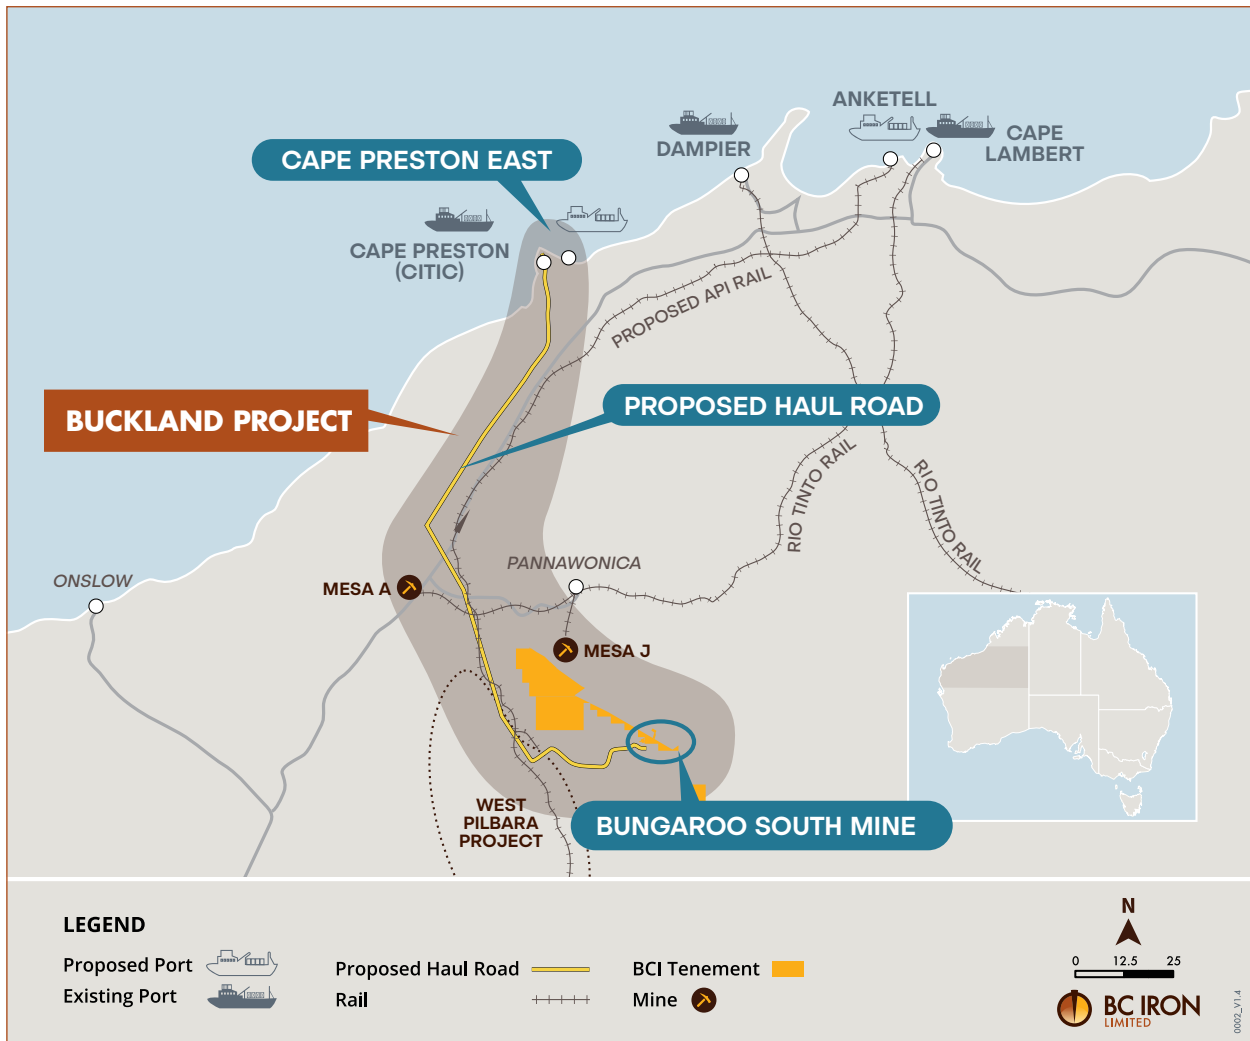 ANKETELL
DAMPIER
CAPE
LAMBERT
CAPE PRESTON EAST
CAPE PRESTON
(CITIC)
PROPOSED API RAIL
BUCKLAND PROJECT
PROPOSED HAUL ROAD
RIO TINTO RAIL
RIO TINTO RAIL
ONSLOW
PANNAWONICA
MESA A
MESA J
WEST
PILBARA
PROJECT
BUNGAROO SOUTH MINE
LEGEND
Proposed Port
Existing Port
Proposed Haul Road
Rail
BCI Tenement
Mine
N
0 12.5 25
BC IRON
LIMITED
0002_V1.4